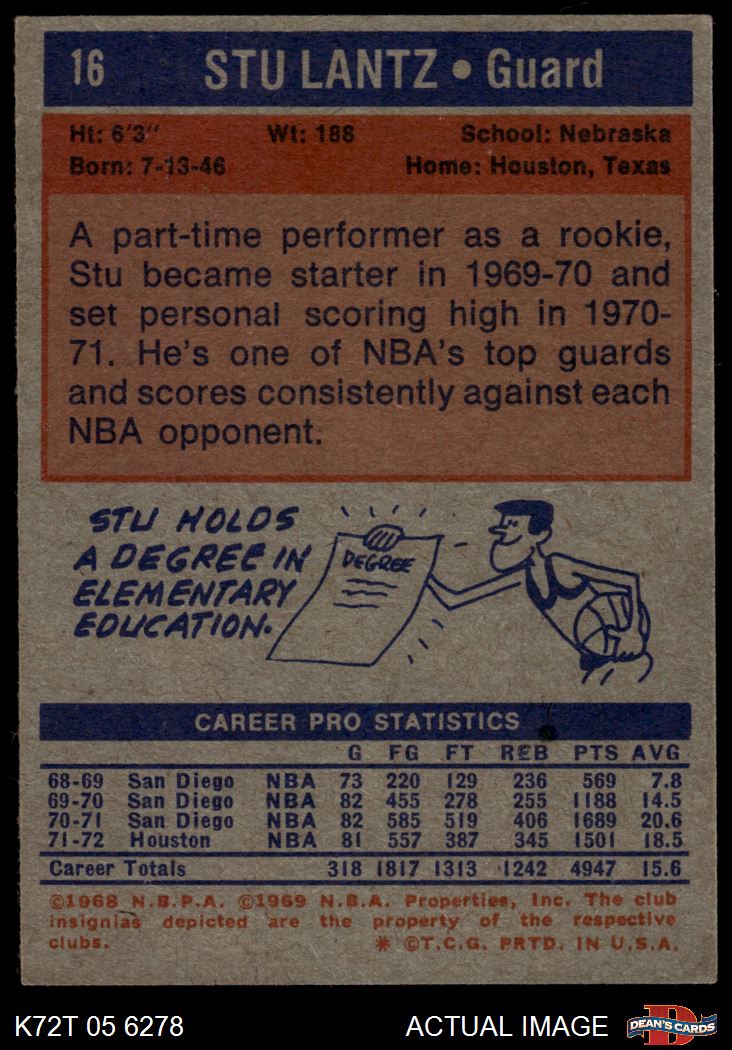 16 STU LANTZ • Guard
Ht: 6'3" Wt: 188 School: Nebraska
Born: 7-13-46 Home: Houston, Texas
A part-time performer as a rookie,
Stu became starter in 1969-70 and
set personal scoring high in 1970-
71. He's one of NBA's top guards
and scores consistently against each
NBA opponent.
STU HOLDS
A DEGREE IN
ELEMENTARY
EDUCATION.
DEGREE
CAREER PRO STATISTICS
G FG FT REB PTS AVG
68-69 San Diego NBA 73 220 129 236 569 7.8
69-70 San Diego NBA 82 455 278 255 1188 14.5
70-71 San Diego NBA 82 585 519 406 1689 20.6
71-72 Houston NBA 81 557 387 345 1501 18.5
Career Totals 318 1817 1313 1242 4947 15.6
©1968 N.B.P.A. ©1969 N.B.A. Properties, Inc. The club
insignias depicted are the property of the respective
clubs. * ©T.C.G. PRTD. IN U.S.A.
K72T 05 6278 ACTUAL IMAGE DEAN'S CARDS